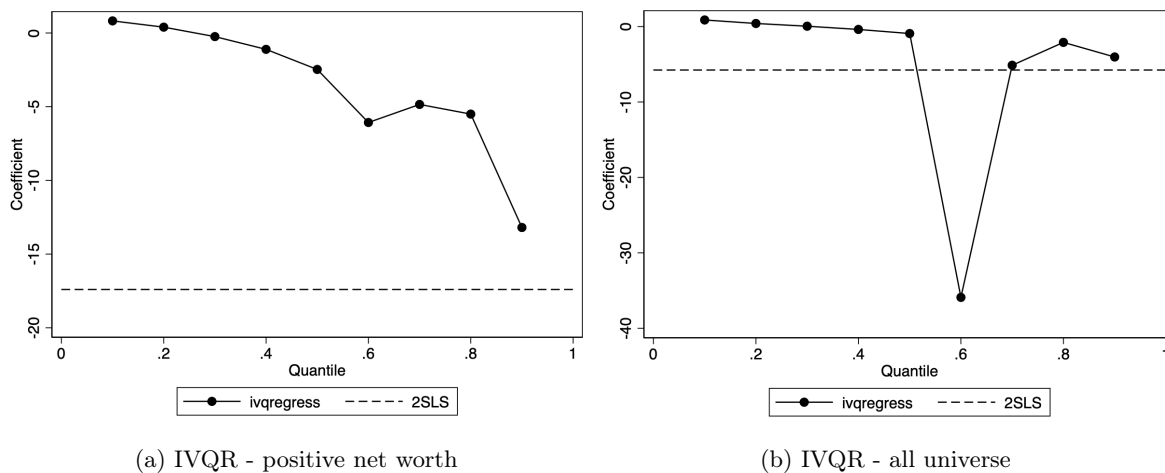 0
-5
-10
-15
-20
Coefficient
0
.2
.4
.6
.8
1
Quantile
ivqregress
2SLS
(a) IVQR - positive net worth
0
-10
-20
-30
-40
Coefficient
0
.2
.4
.6
.8
1
Quantile
ivqregress
2SLS
(b) IVQR - all universe